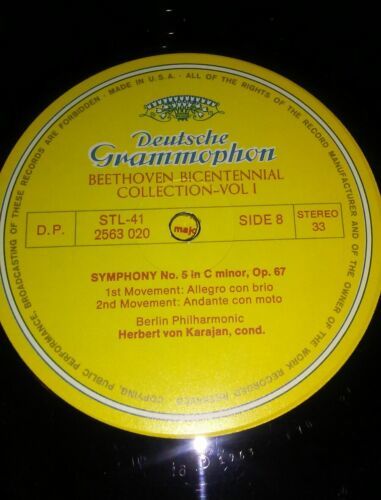 MADE IN U.S.A. - ALL OF THE RIGHTS OF THE RECORD MANUFACTURER AND OF THE OWNER OF THE WORK RECORDED RESERVED - COPYING, PUBLIC PERFORMANCE, BROADCASTING OF THESE RECORDS ARE FORBIDDEN -
Deutsche
Grammophon
BEETHOVEN BICENTENNIAL
COLLECTION-VOL I
D.P.
STL-41
2563 020
SIDE 8
STEREO
33
SYMPHONY No. 5 in C minor, Op. 67
1st Movement: Allegro con brio
2nd Movement: Andante con moto
Berlin Philharmonic
Herbert von Karajan, cond.